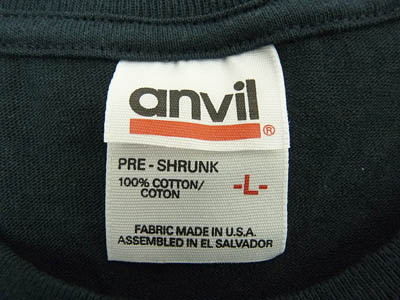 anvil
®
PRE-SHRUNK
100% COTTON/
COTON
-L-
FABRIC MADE IN U.S.A.
ASSEMBLED IN EL SALVADOR